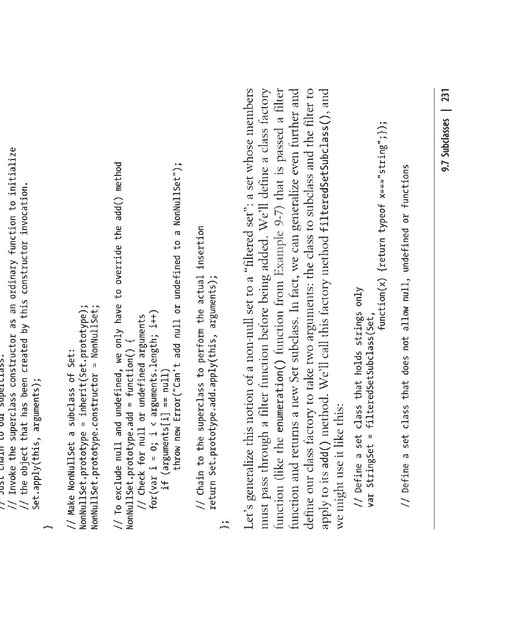 // Just chain to our superclass.
// Invoke the superclass constructor as an ordinary function to initialize
// the object that has been created by this constructor invocation.
Set.apply(this, arguments);
}
// Make NonNullSet a subclass of Set:
NonNullSet.prototype = inherit(Set.prototype);
NonNullSet.prototype.constructor = NonNullSet;
// To exclude null and undefined, we only have to override the add() method
NonNullSet.prototype.add = function() {
// Check for null or undefined arguments
for(var i = 0; i < arguments.length; i++)
if (arguments[i] == null)
throw new Error("Can't add null or undefined to a NonNullSet");
// Chain to the superclass to perform the actual insertion
return Set.prototype.add.apply(this, arguments);
};
Let's generalize this notion of a non-null set to a "filtered set": a set whose members
must pass through a filter function before being added. We'll define a class factory
function (like the enumeration() function from Example 9-7) that is passed a filter
function and returns a new Set subclass. In fact, we can generalize even further and
define our class factory to take two arguments: the class to subclass and the filter to
apply to its add() method. We'll call this factory method filteredSetSubclass(), and
we might use it like this:
// Define a set class that holds strings only
var StringSet = filteredSetSubclass(Set,
function(x) {return typeof x==="string";});
// Define a set class that does not allow null, undefined or functions
9.7 Subclasses | 231